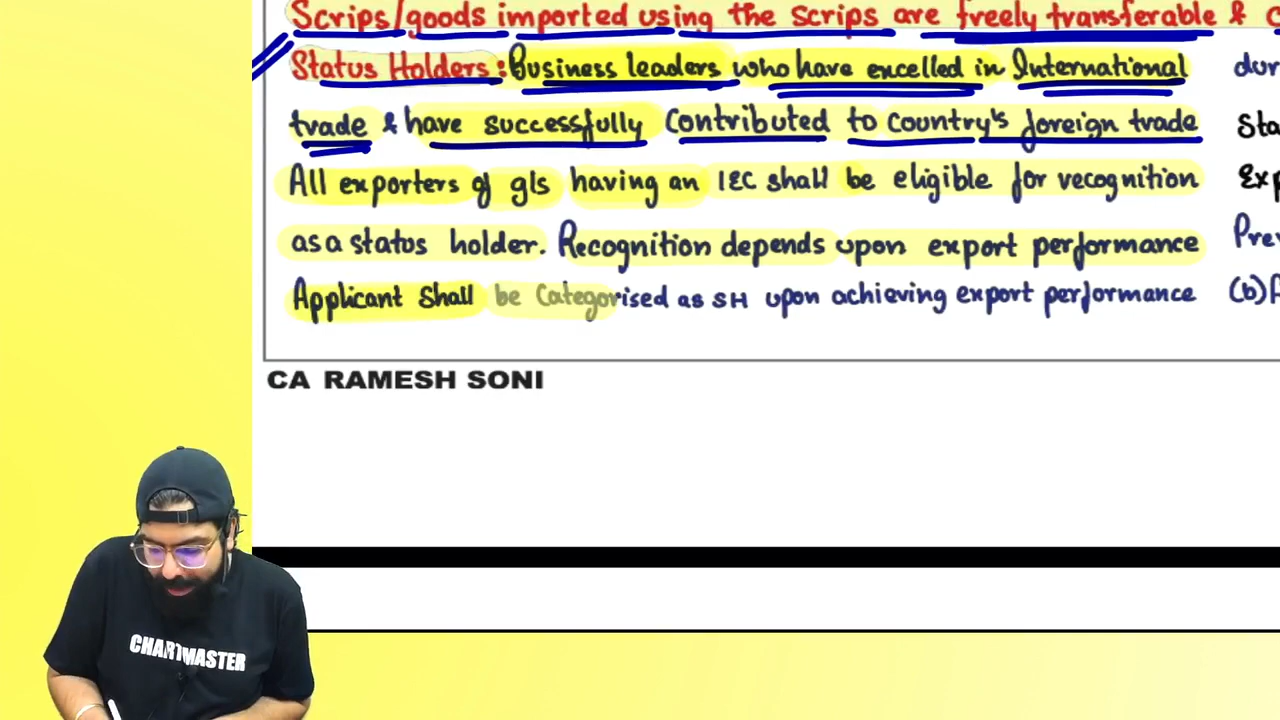 Scrips/goods imported using the scrips are freely transferable &
Status Holders: Business leaders who have excelled in International
trade & have successfully Contributed to country's foreign trade
All exporters of g/s having an IEC shall be eligible for recognition
as a status holder. Recognition depends upon export performance
Applicant shall be Categorised as SH upon achieving export performance
(b)
CA RAMESH SONI
CHARTMASTER